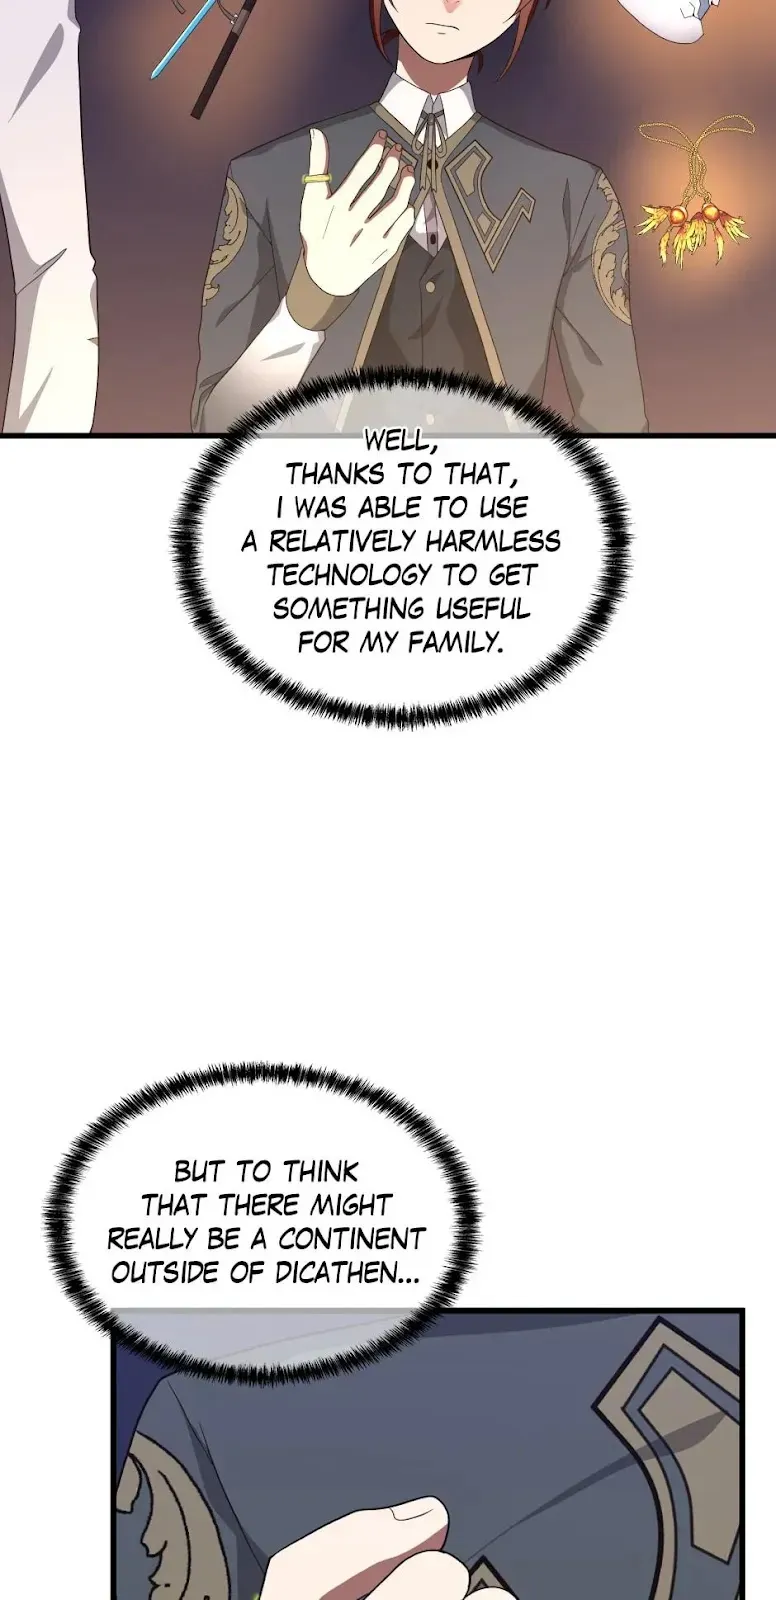 WELL,
THANKS TO THAT,
I WAS ABLE TO USE
A RELATIVELY HARMLESS
TECHNOLOGY TO GET
SOMETHING USEFUL
FOR MY FAMILY.
BUT TO THINK
THAT THERE MIGHT
REALLY BE A CONTINENT
OUTSIDE OF DICATHEN...